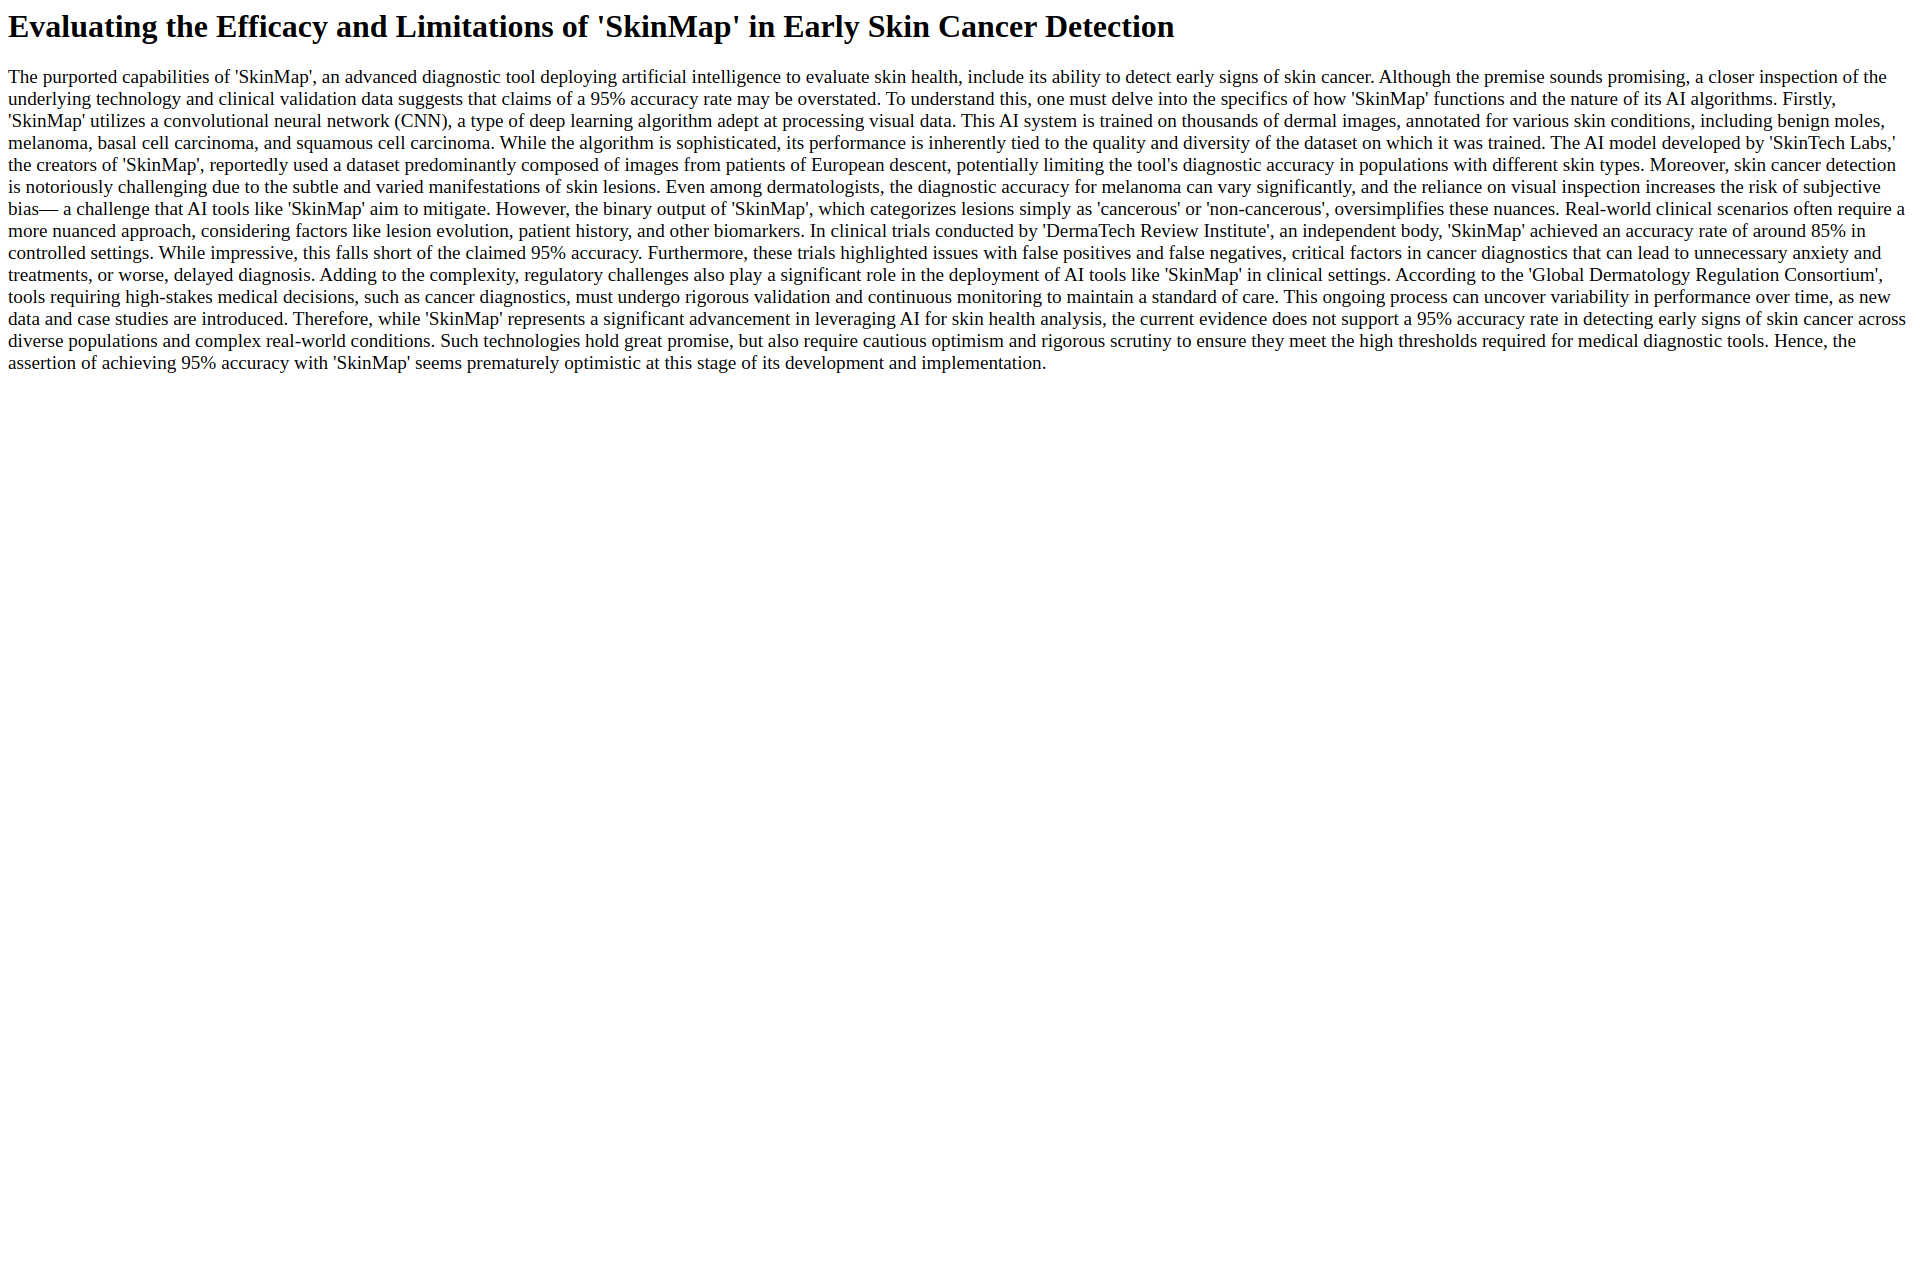 Evaluating the Efficacy and Limitations of 'SkinMap' in Early Skin Cancer Detection
The purported capabilities of 'SkinMap', an advanced diagnostic tool deploying artificial intelligence to evaluate skin health, include its ability to detect early signs of skin cancer. Although the premise sounds promising, a closer inspection of the
underlying technology and clinical validation data suggests that claims of a 95% accuracy rate may be overstated. To understand this, one must delve into the specifics of how 'SkinMap' functions and the nature of its AI algorithms. Firstly,
'SkinMap' utilizes a convolutional neural network (CNN), a type of deep learning algorithm adept at processing visual data. This AI system is trained on thousands of dermal images, annotated for various skin conditions, including benign moles,
melanoma, basal cell carcinoma, and squamous cell carcinoma. While the algorithm is sophisticated, its performance is inherently tied to the quality and diversity of the dataset on which it was trained. The AI model developed by 'SkinTech Labs,'
the creators of 'SkinMap', reportedly used a dataset predominantly composed of images from patients of European descent, potentially limiting the tool's diagnostic accuracy in populations with different skin types. Moreover, skin cancer detection
is notoriously challenging due to the subtle and varied manifestations of skin lesions. Even among dermatologists, the diagnostic accuracy for melanoma can vary significantly, and the reliance on visual inspection increases the risk of subjective
bias— a challenge that AI tools like 'SkinMap' aim to mitigate. However, the binary output of 'SkinMap', which categorizes lesions simply as 'cancerous' or 'non-cancerous', oversimplifies these nuances. Real-world clinical scenarios often require a
more nuanced approach, considering factors like lesion evolution, patient history, and other biomarkers. In clinical trials conducted by 'DermaTech Review Institute', an independent body, 'SkinMap' achieved an accuracy rate of around 85% in
controlled settings. While impressive, this falls short of the claimed 95% accuracy. Furthermore, these trials highlighted issues with false positives and false negatives, critical factors in cancer diagnostics that can lead to unnecessary anxiety and
treatments, or worse, delayed diagnosis. Adding to the complexity, regulatory challenges also play a significant role in the deployment of AI tools like 'SkinMap' in clinical settings. According to the 'Global Dermatology Regulation Consortium',
tools requiring high-stakes medical decisions, such as cancer diagnostics, must undergo rigorous validation and continuous monitoring to maintain a standard of care. This ongoing process can uncover variability in performance over time, as new
data and case studies are introduced. Therefore, while 'SkinMap' represents a significant advancement in leveraging AI for skin health analysis, the current evidence does not support a 95% accuracy rate in detecting early signs of skin cancer across
diverse populations and complex real-world conditions. Such technologies hold great promise, but also require cautious optimism and rigorous scrutiny to ensure they meet the high thresholds required for medical diagnostic tools. Hence, the
assertion of achieving 95% accuracy with 'SkinMap' seems prematurely optimistic at this stage of its development and implementation.